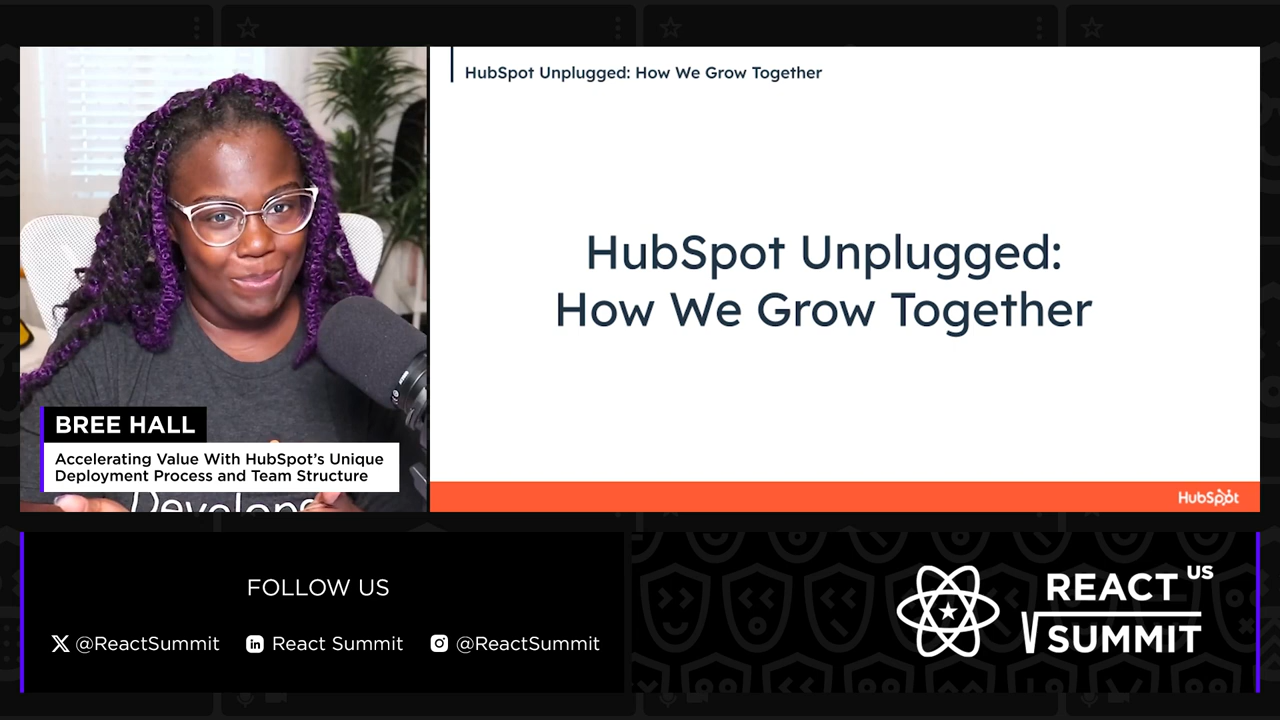 HubSpot Unplugged: How We Grow Together
HubSpot Unplugged:
How We Grow Together
BREE HALL
Accelerating Value With HubSpot's Unique
Deployment Process and Team Structure
HubSpot
FOLLOW US
@ReactSummit
React Summit
@ReactSummit
REACT US
SUMMIT